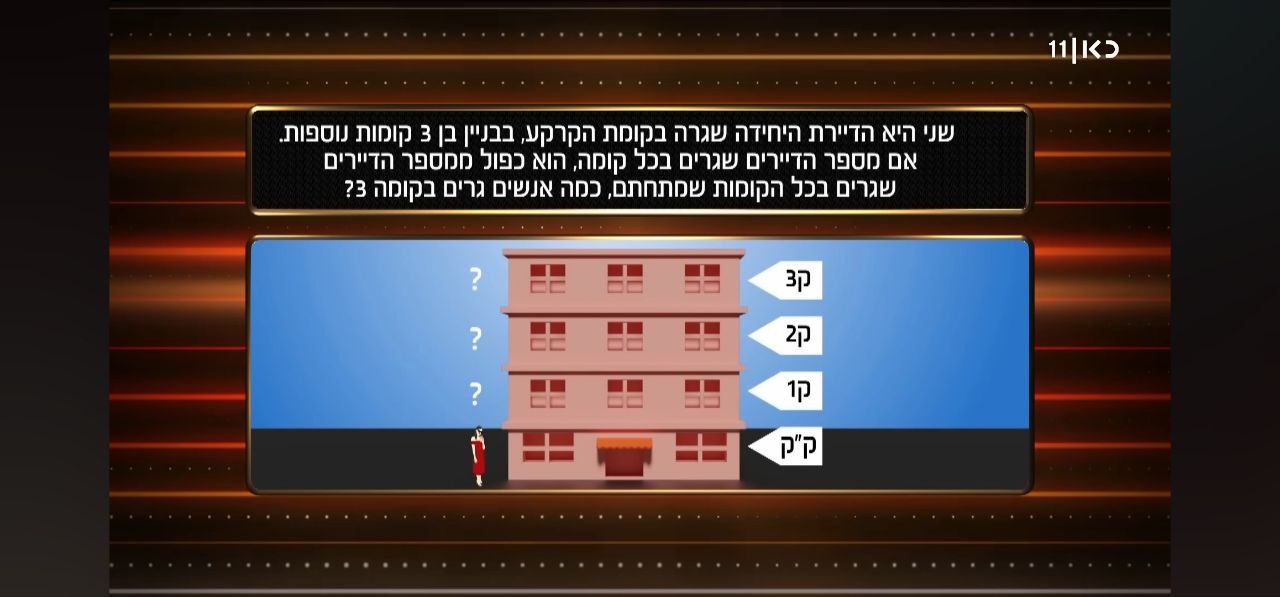 כאן 11
שני היא הדיירת היחידה שגרה בקומת הקרקע, בבניין בן 3 קומות נוספות.
אם מספר הדיירים שגרים בכל קומה, הוא כפול ממספר הדיירים
שגרים בכל הקומות שמתחתם, כמה אנשים גרים בקומה 3?
ק3
?
ק2
?
ק1
?
ק"ק